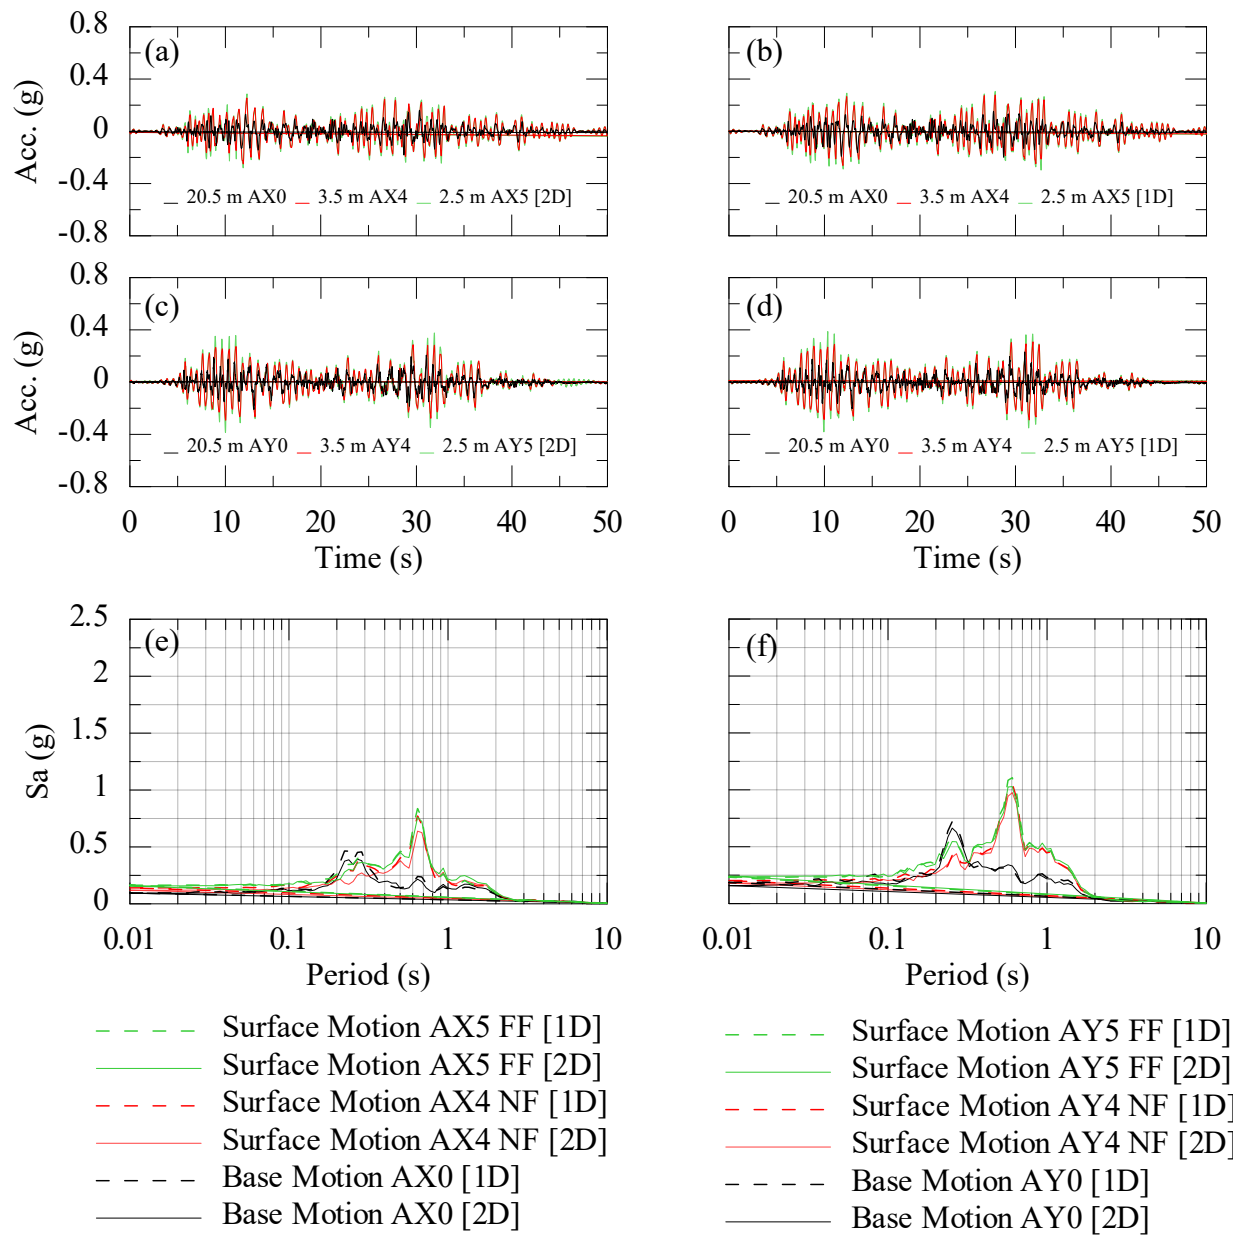 0.8
0.4
0
-0.4
-0.8
Acc. (g)
(a)
20.5 m AX0 3.5 m AX4 2.5 m AX5 [2D]
(b)
20.5 m AX0 3.5 m AX4 2.5 m AX5 [1D]
0.8
0.4
0
-0.4
-0.8
Acc. (g)
(c)
20.5 m AY0 3.5 m AY4 2.5 m AY5 [2D]
0 10 20 30 40 50
Time (s)
(d)
20.5 m AY0 3.5 m AY4 2.5 m AY5 [1D]
0 10 20 30 40 50
Time (s)
2.5
2
1.5
1
0.5
0
Sa (g)
(e)
0.01 0.1 1 10
Period (s)
(f)
0.01 0.1 1 10
Period (s)
Surface Motion AX5 FF [1D]
Surface Motion AX5 FF [2D]
Surface Motion AX4 NF [1D]
Surface Motion AX4 NF [2D]
Base Motion AX0 [1D]
Base Motion AX0 [2D]
Surface Motion AY5 FF [1D]
Surface Motion AY5 FF [2D]
Surface Motion AY4 NF [1D]
Surface Motion AY4 NF [2D]
Base Motion AY0 [1D]
Base Motion AY0 [2D]